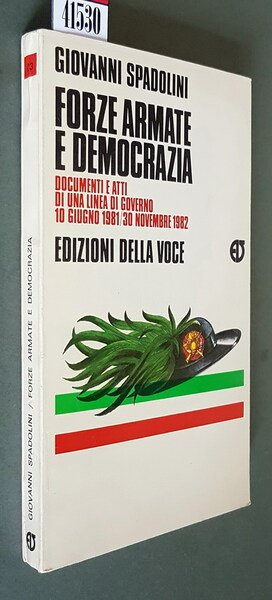 41530
GIOVANNI SPADOLINI
FORZE ARMATE
E DEMOCRAZIA
DOCUMENTI E ATTI
DI UNA LINEA DI GOVERNO
10 GIUGNO 1981/30 NOVEMBRE 1982
EDIZIONI DELLA VOCE
GIOVANNI SPADOLINI / FORZE ARMATE E DEMOCRAZIA